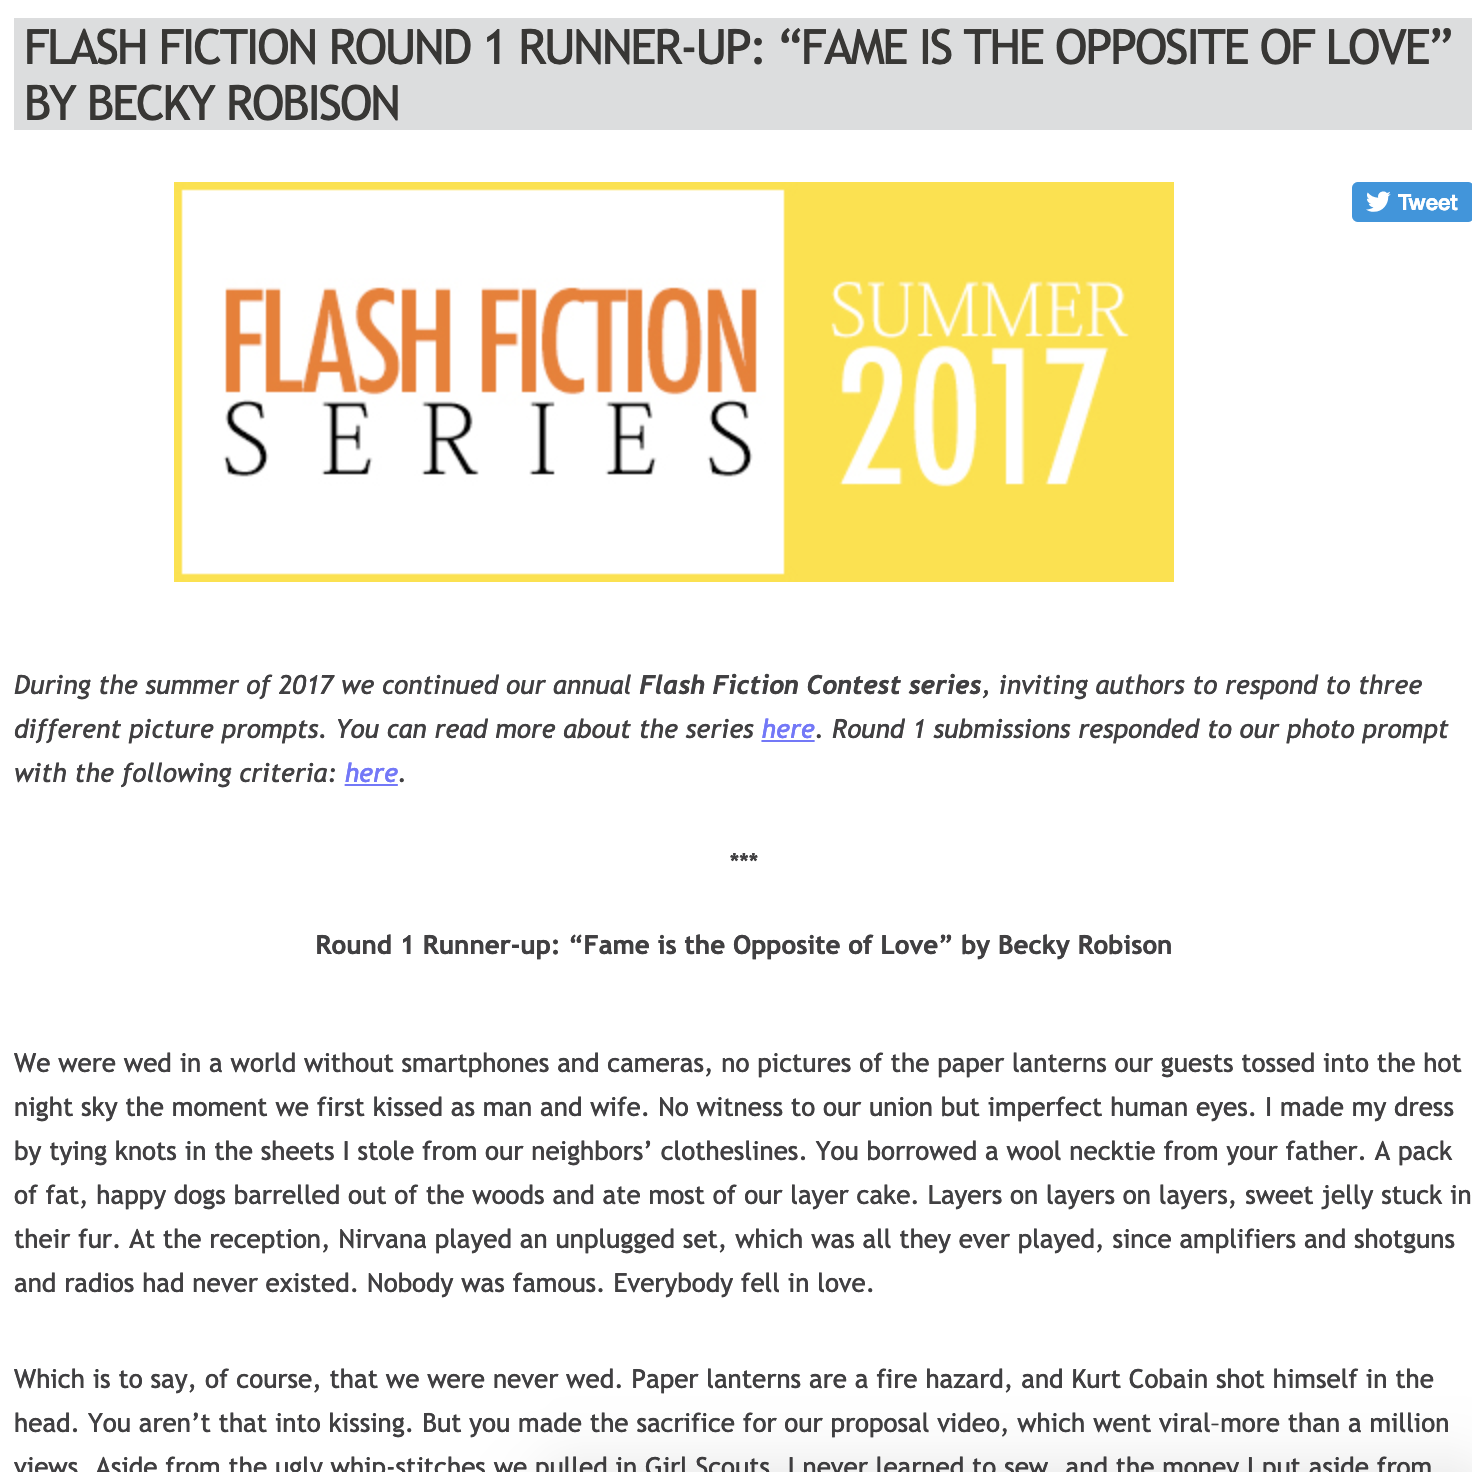 FLASH FICTION ROUND 1 RUNNER-UP: “FAME IS THE OPPOSITE OF LOVE”
BY BECKY ROBISON
Tweet
FLASH FICTION
SERIES
SUMMER
2017
During the summer of 2017 we continued our annual Flash Fiction Contest series, inviting authors to respond to three
different picture prompts. You can read more about the series here. Round 1 submissions responded to our photo prompt
with the following criteria: here.
***
Round 1 Runner-up: “Fame is the Opposite of Love” by Becky Robison
We were wed in a world without smartphones and cameras, no pictures of the paper lanterns our guests tossed into the hot
night sky the moment we first kissed as man and wife. No witness to our union but imperfect human eyes. I made my dress
by tying knots in the sheets I stole from our neighbors’ clotheslines. You borrowed a wool necktie from your father. A pack
of fat, happy dogs barrelled out of the woods and ate most of our layer cake. Layers on layers on layers, sweet jelly stuck in
their fur. At the reception, Nirvana played an unplugged set, which was all they ever played, since amplifiers and shotguns
and radios had never existed. Nobody was famous. Everybody fell in love.
Which is to say, of course, that we were never wed. Paper lanterns are a fire hazard, and Kurt Cobain shot himself in the
head. You aren’t that into kissing. But you made the sacrifice for our proposal video, which went viral–more than a million
views. Aside from the ugly whip-stitches we pulled in Girl Scouts, I never learned to sew, and the money I put aside from